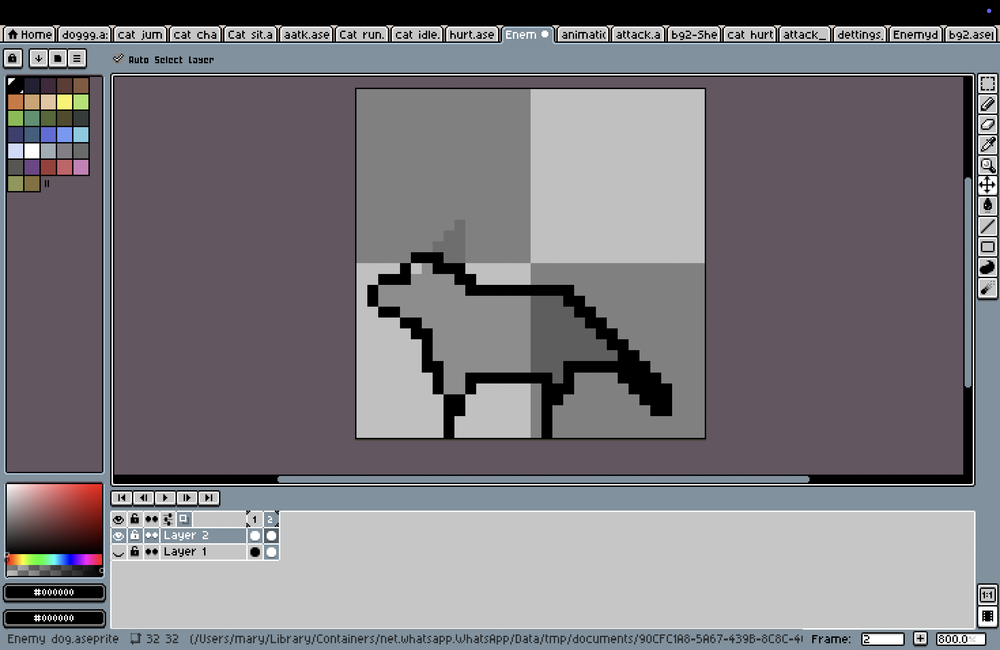 Home doggg.a: cat jum cat cha Cat sit.a aatk.ase Cat run. cat idle. hurt.ase Enem animatic attack.a bg2-She cat hurt attack_ dettings. Enemyd bg2.ase
Auto Select Layer
1 2
Layer 2
Layer 1
#000000
#000000
1:1
Enemy dog.aseprite 32 32 (/Users/mary/Library/Containers/net.whatsapp.WhatsApp/Data/tmp/documents/90CFC1A8-5A67-439B-8C8C-4 Frame: 2 + 800.0%